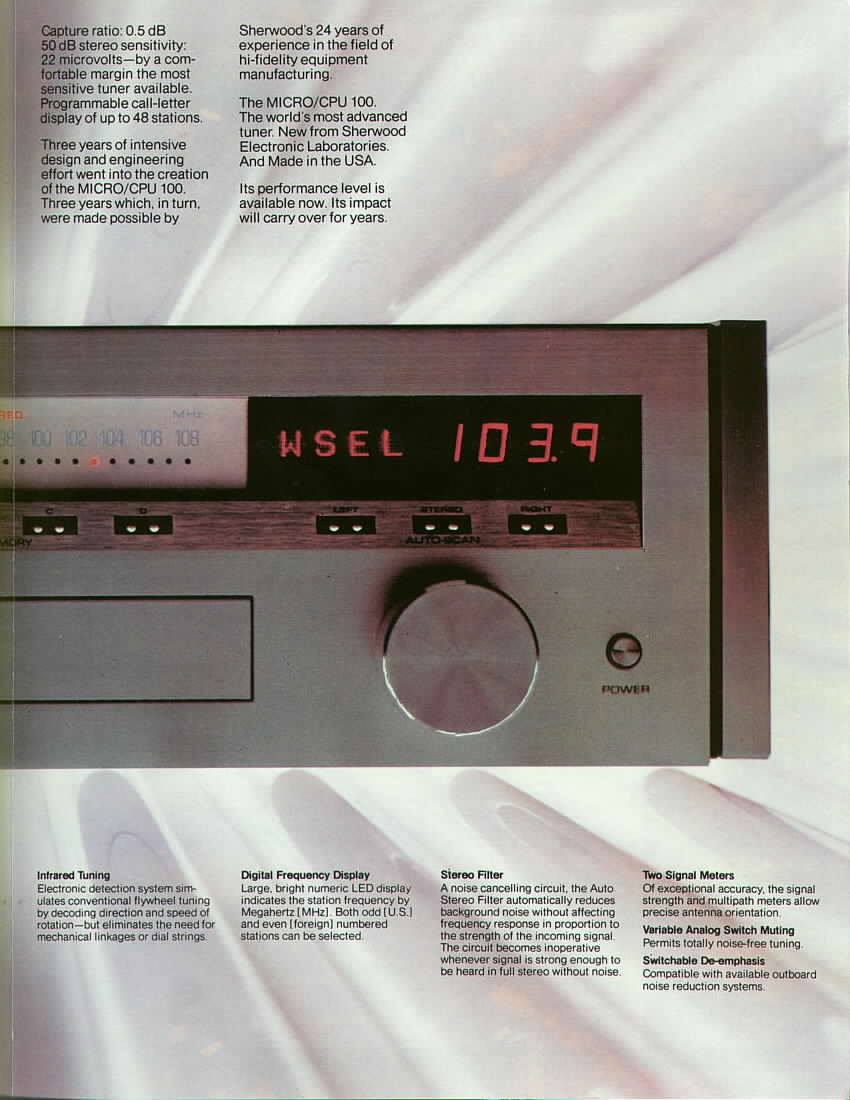 Capture ratio: 0.5 dB
50 dB stereo sensitivity:
22 microvolts—by a com-
fortable margin the most
sensitive tuner available.
Programmable call-letter
display of up to 48 stations.
Three years of intensive
design and engineering
effort went into the creation
of the MICRO/CPU 100.
Three years which, in turn,
were made possible by
Sherwood's 24 years of
experience in the field of
hi-fidelity equipment
manufacturing.
The MICRO/CPU 100.
The world's most advanced
tuner. New from Sherwood
Electronic Laboratories.
And Made in the USA.
Its performance level is
available now. Its impact
will carry over for years.
MHz
98 100 102 104 106 108
WSEL 103.9
C D LEFT STEREO RIGHT
AUTO-SCAN
POWER
Infrared Tuning
Electronic detection system sim-
ulates conventional flywheel tuning
by decoding direction and speed of
rotation—but eliminates the need for
mechanical linkages or dial strings.
Digital Frequency Display
Large, bright numeric LED display
indicates the station frequency by
Megahertz [MHz]. Both odd [U.S.]
and even [foreign] numbered
stations can be selected.
Stereo Filter
A noise cancelling circuit, the Auto
Stereo Filter automatically reduces
background noise without affecting
frequency response in proportion to
the strength of the incoming signal.
The circuit becomes inoperative
whenever signal is strong enough to
be heard in full stereo without noise.
Two Signal Meters
Of exceptional accuracy, the signal
strength and multipath meters allow
precise antenna orientation.
Variable Analog Switch Muting
Permits totally noise-free tuning.
Switchable De-emphasis
Compatible with available outboard
noise reduction systems.